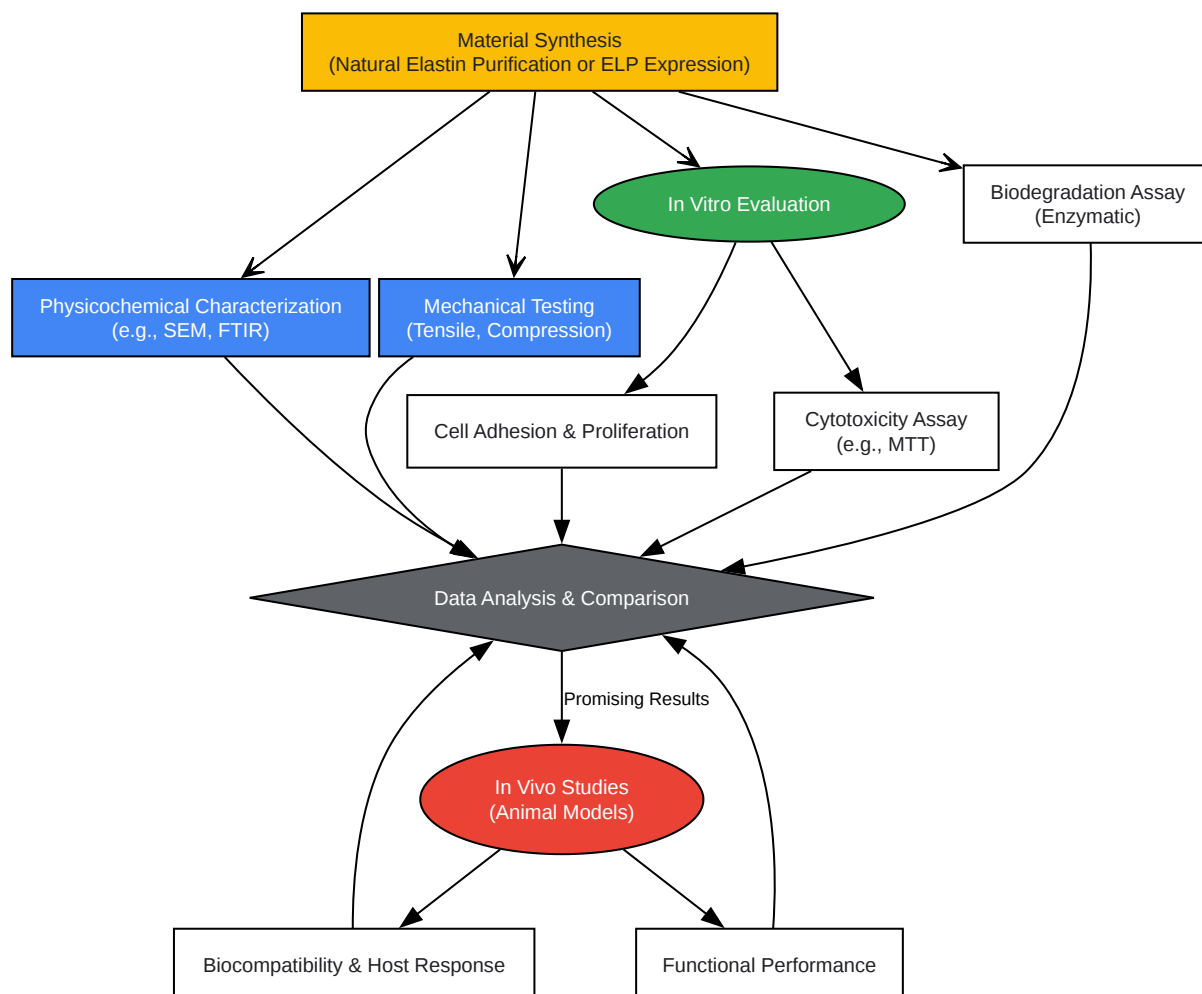 Material Synthesis
(Natural Elastin Purification or ELP Expression)
In Vitro Evaluation
Biodegradation Assay
(Enzymatic)
Physicochemical Characterization
(e.g., SEM, FTIR)
Mechanical Testing
(Tensile, Compression)
Cell Adhesion & Proliferation
Cytotoxicity Assay
(e.g., MTT)
Data Analysis & Comparison
Promising Results
In Vivo Studies
(Animal Models)
Biocompatibility & Host Response
Functional Performance